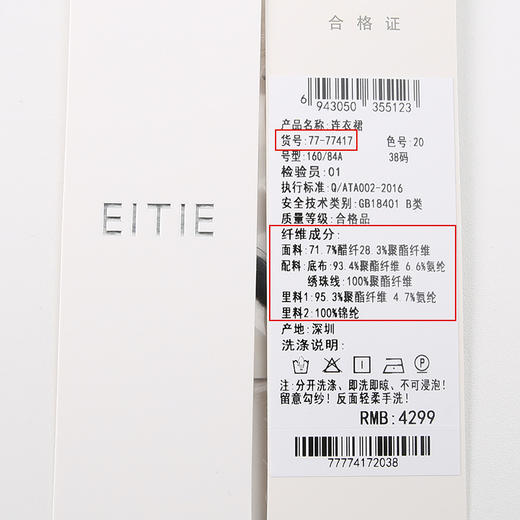 EITIE
合格证
6 943050 355123
产品名称:连衣裙
货号:77-77417 色号:20
号型:160/84A 38码
检验员:01
执行标准:Q/ATA002-2016
安全技术类别:GB18401 B类
质量等级:合格品
纤维成分:
面料:71.7%醋纤28.3%聚酯纤维
配料:底布:93.4%聚酯纤维 6.6%氨纶
绣珠线:100%聚酯纤维
里料1:95.3%聚酯纤维 4.7%氨纶
里料2:100%锦纶
产地:深圳
洗涤说明:
注:分开洗涤、即洗即晾、不可浸泡!
留意勾纱! 反面轻柔手洗!
RMB:4299
77774172038